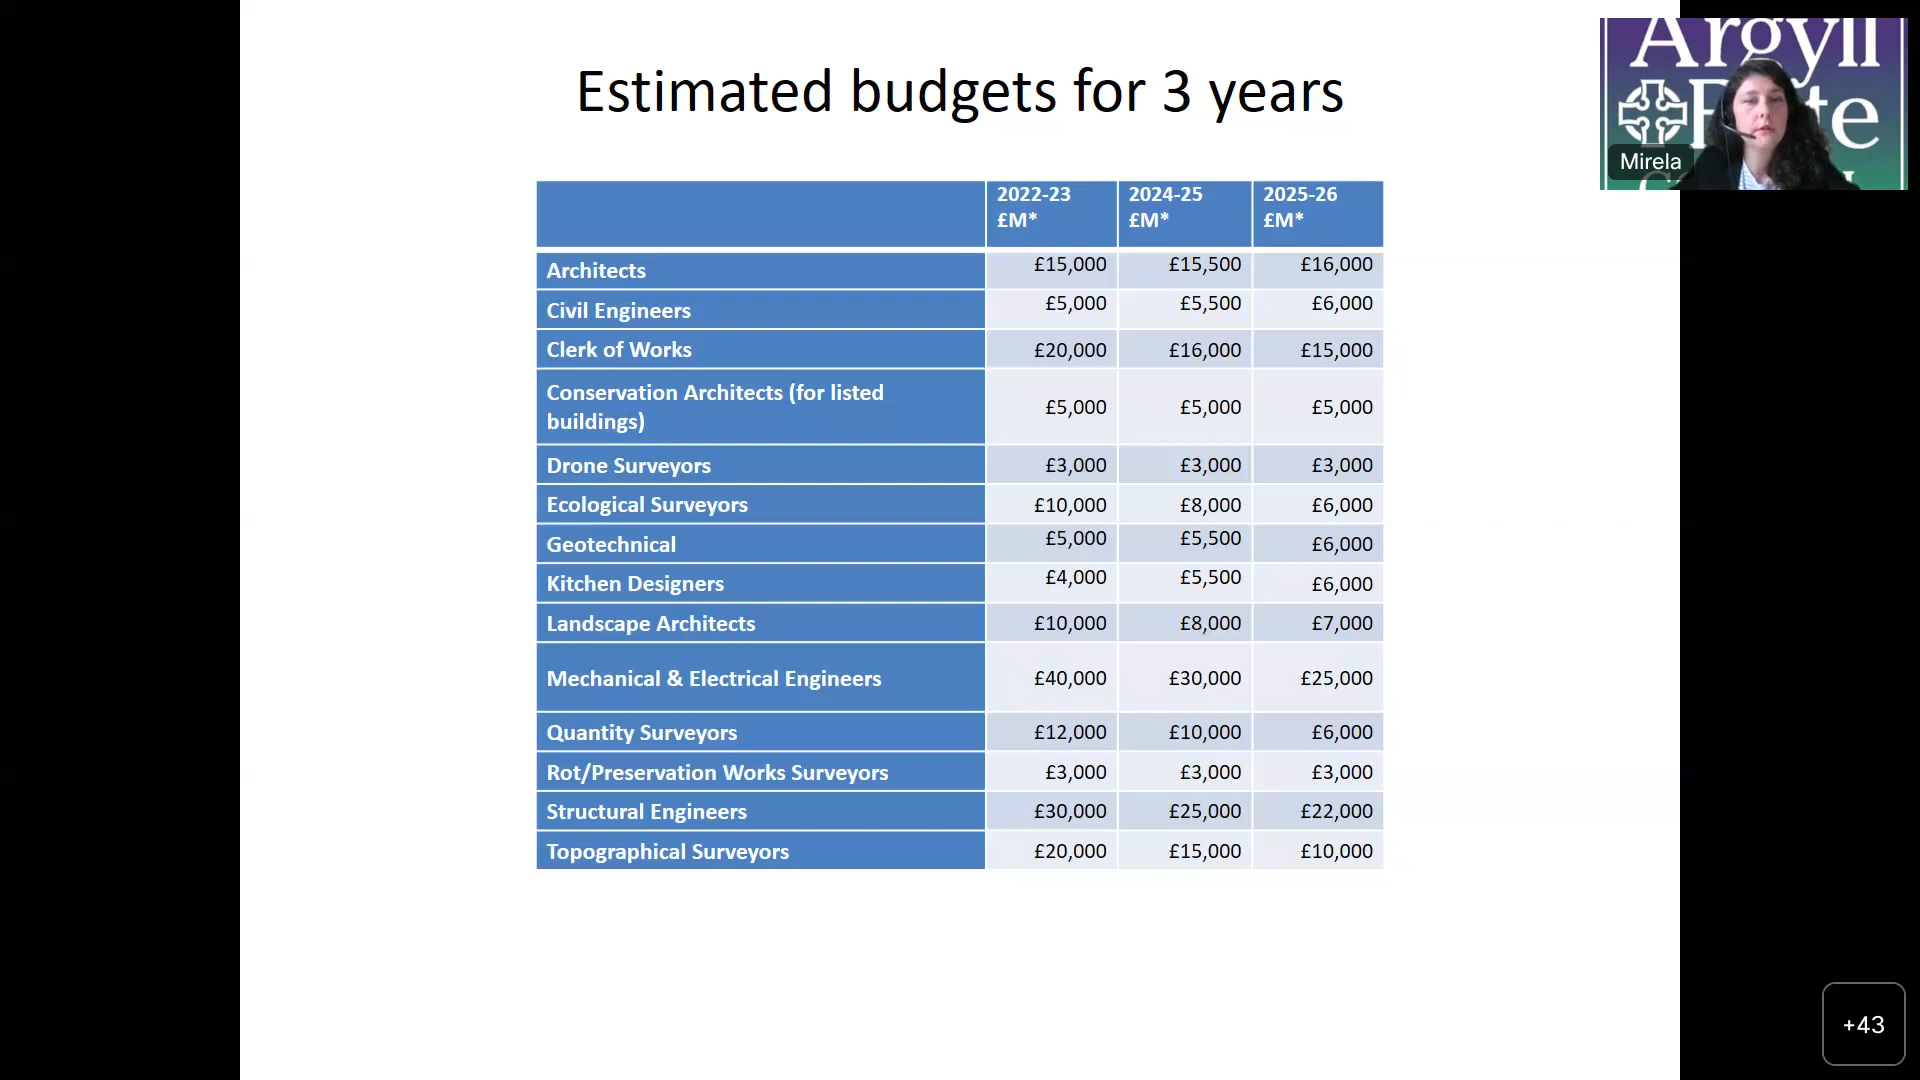 Estimated budgets for 3 years
Argyll
Bute
Mirela
2022-23 2024-25 2025-26
£M* £M* £M*
Architects £15,000 £15,500 £16,000
Civil Engineers £5,000 £5,500 £6,000
Clerk of Works £20,000 £16,000 £15,000
Conservation Architects (for listed
buildings) £5,000 £5,000 £5,000
Drone Surveyors £3,000 £3,000 £3,000
Ecological Surveyors £10,000 £8,000 £6,000
Geotechnical £5,000 £5,500 £6,000
Kitchen Designers £4,000 £5,500 £6,000
Landscape Architects £10,000 £8,000 £7,000
Mechanical & Electrical Engineers £40,000 £30,000 £25,000
Quantity Surveyors £12,000 £10,000 £6,000
Rot/Preservation Works Surveyors £3,000 £3,000 £3,000
Structural Engineers £30,000 £25,000 £22,000
Topographical Surveyors £20,000 £15,000 £10,000
+43